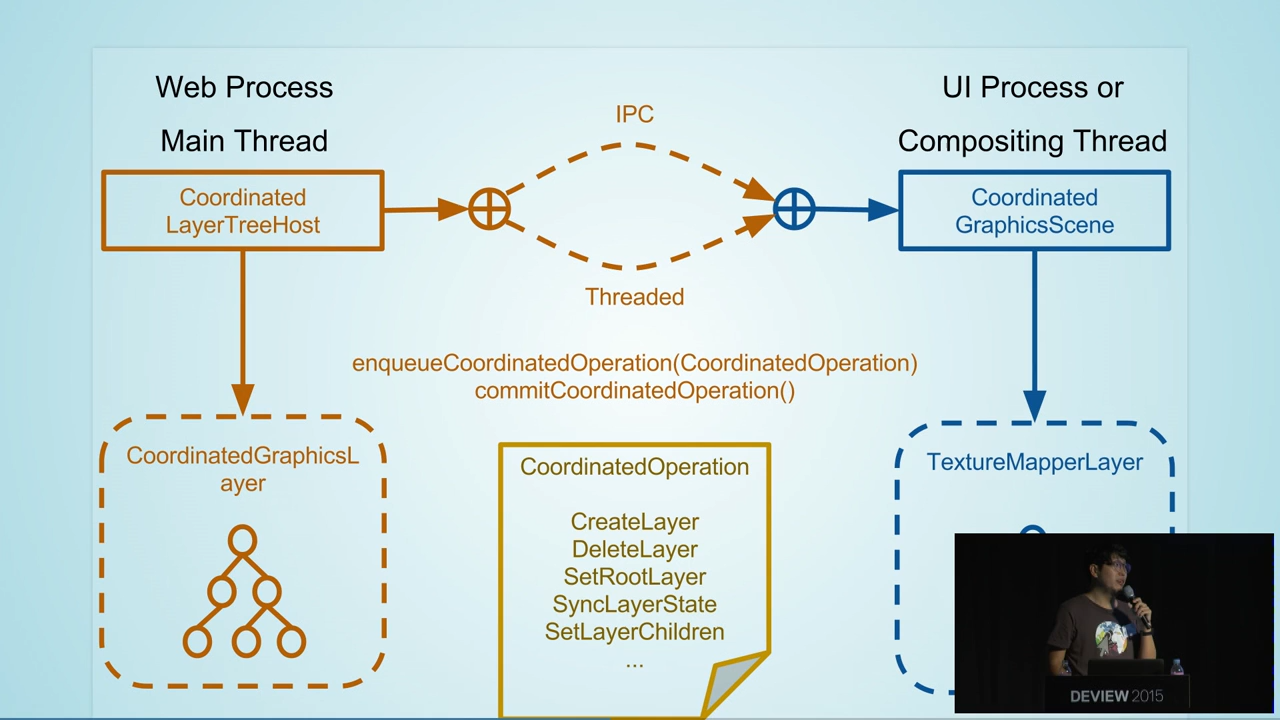 Web Process
Main Thread
UI Process or
Compositing Thread
IPC
Coordinated
LayerTreeHost
Coordinated
GraphicsScene
Threaded
enqueueCoordinatedOperation(CoordinatedOperation)
commitCoordinatedOperation()
CoordinatedGraphicsL
ayer
CoordinatedOperation
CreateLayer
DeleteLayer
SetRootLayer
SyncLayerState
SetLayerChildren
...
TextureMapperLayer
DEVIEW 2015